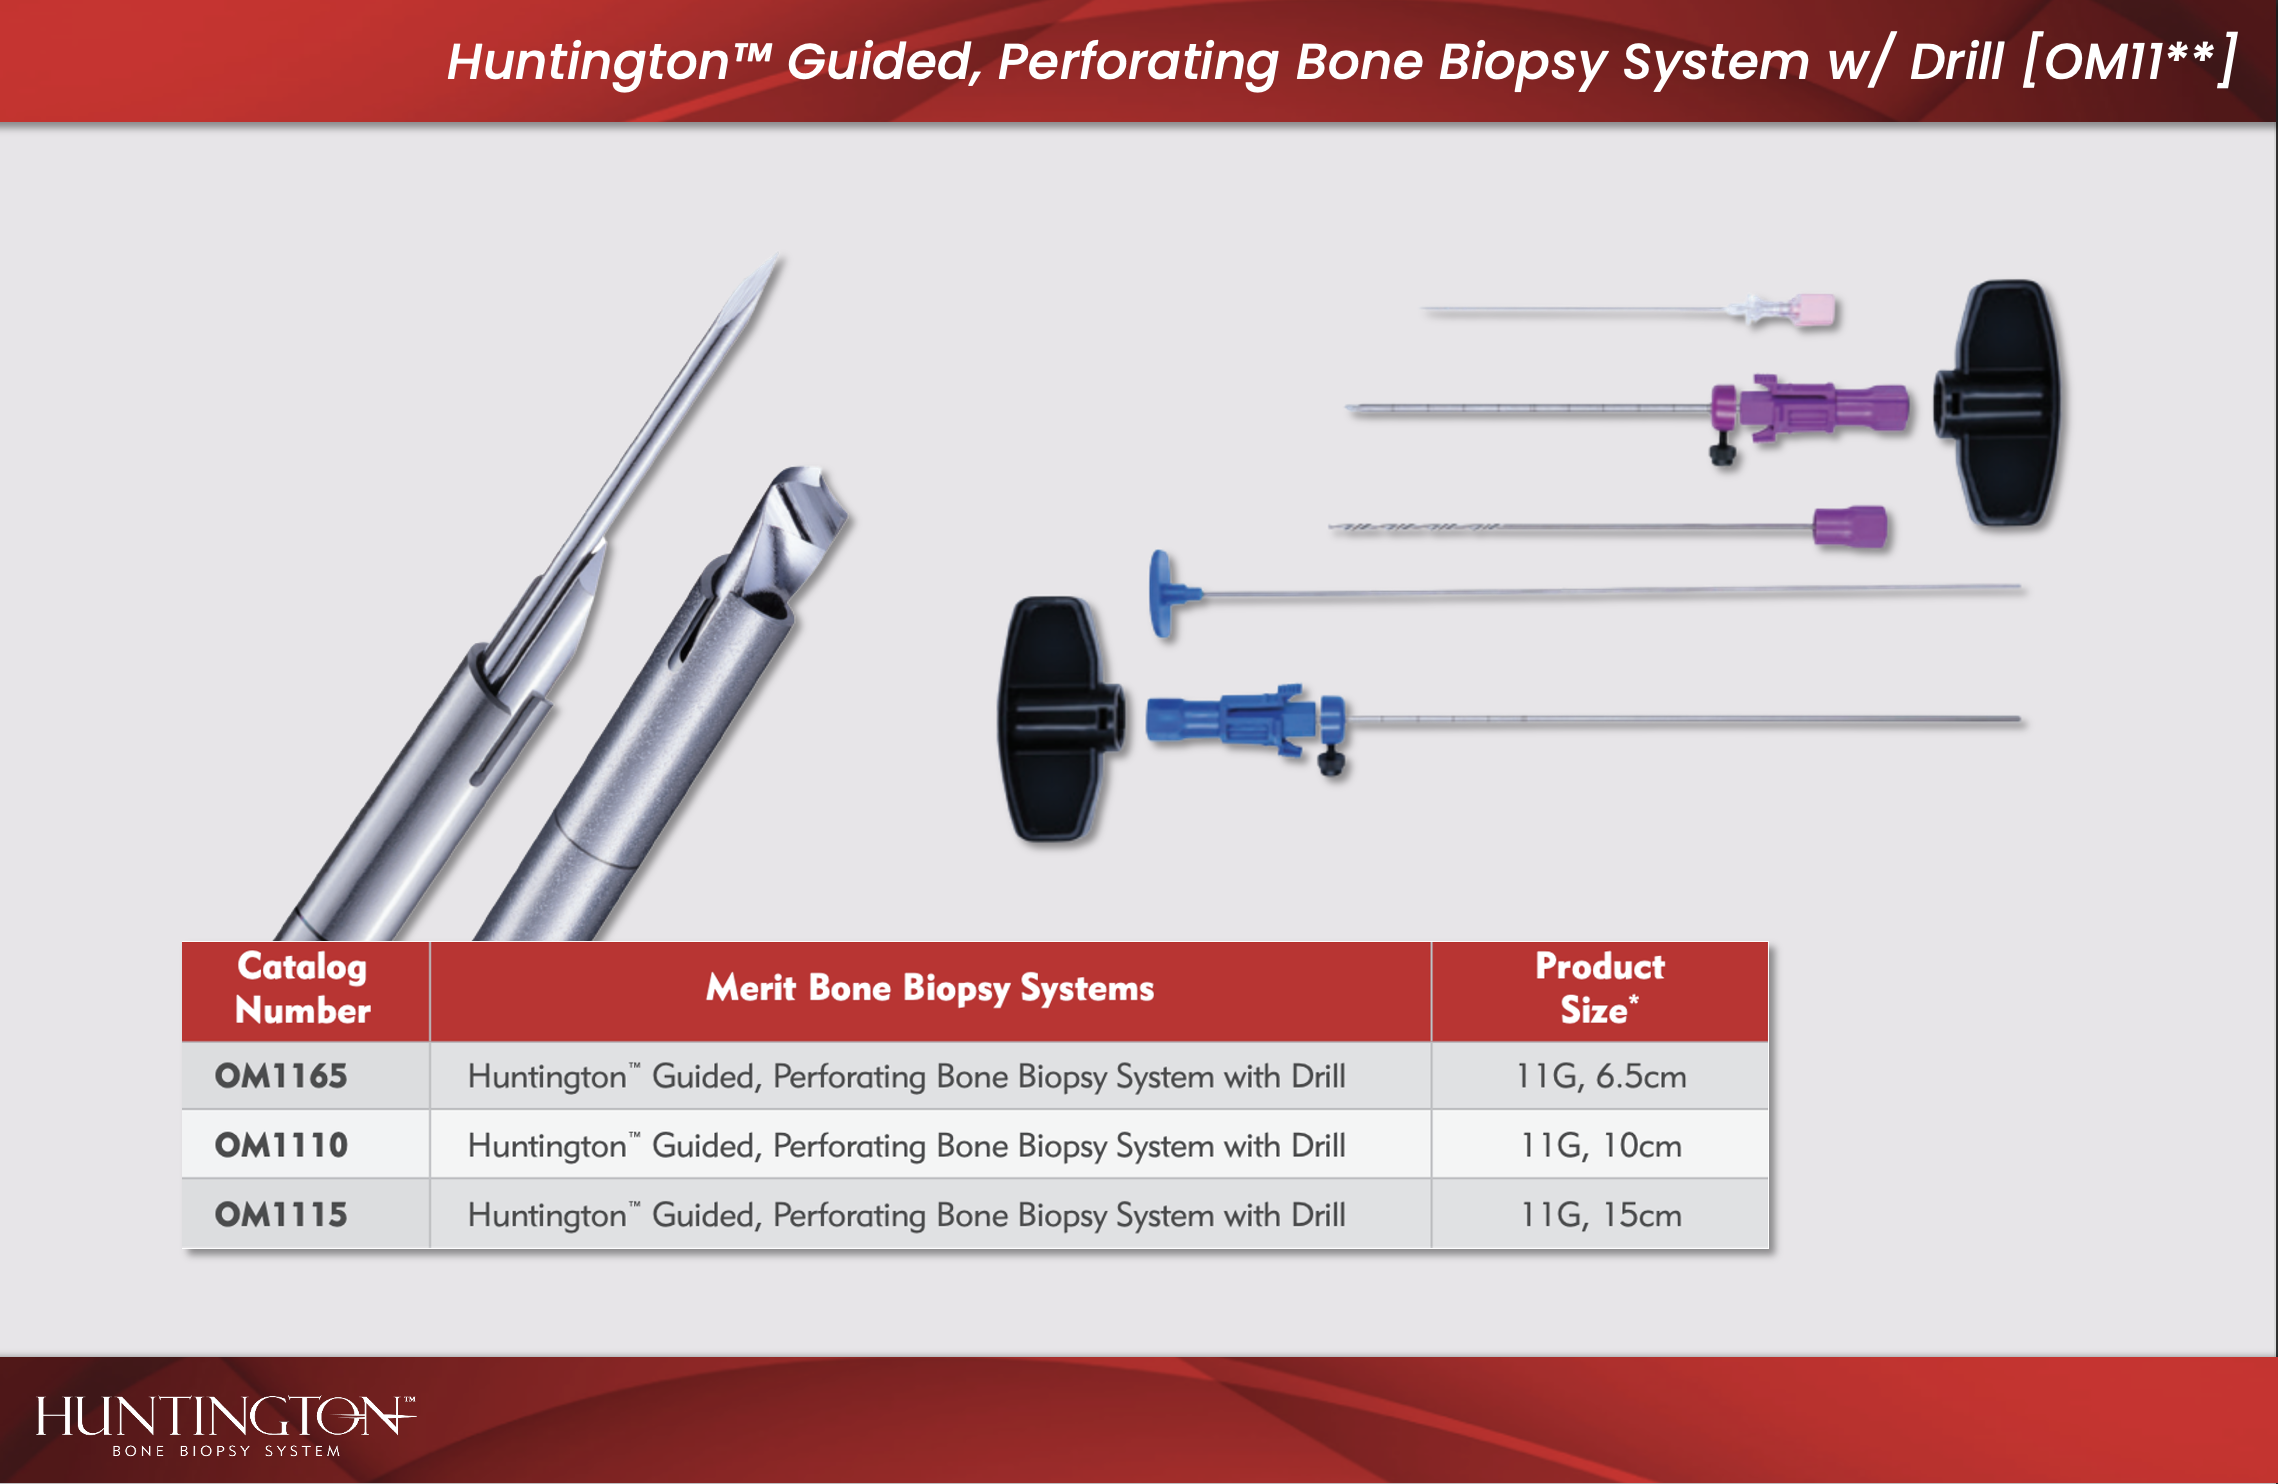 Huntington™ Guided, Perforating Bone Biopsy System w/ Drill [OM11**]
Catalog Number	Merit Bone Biopsy Systems	Product Size*
OM1165	Huntington™ Guided, Perforating Bone Biopsy System with Drill	11G, 6.5cm
OM1110	Huntington™ Guided, Perforating Bone Biopsy System with Drill	11G, 10cm
OM1115	Huntington™ Guided, Perforating Bone Biopsy System with Drill	11G, 15cm
HUNTINGTON™
BONE BIOPSY SYSTEM